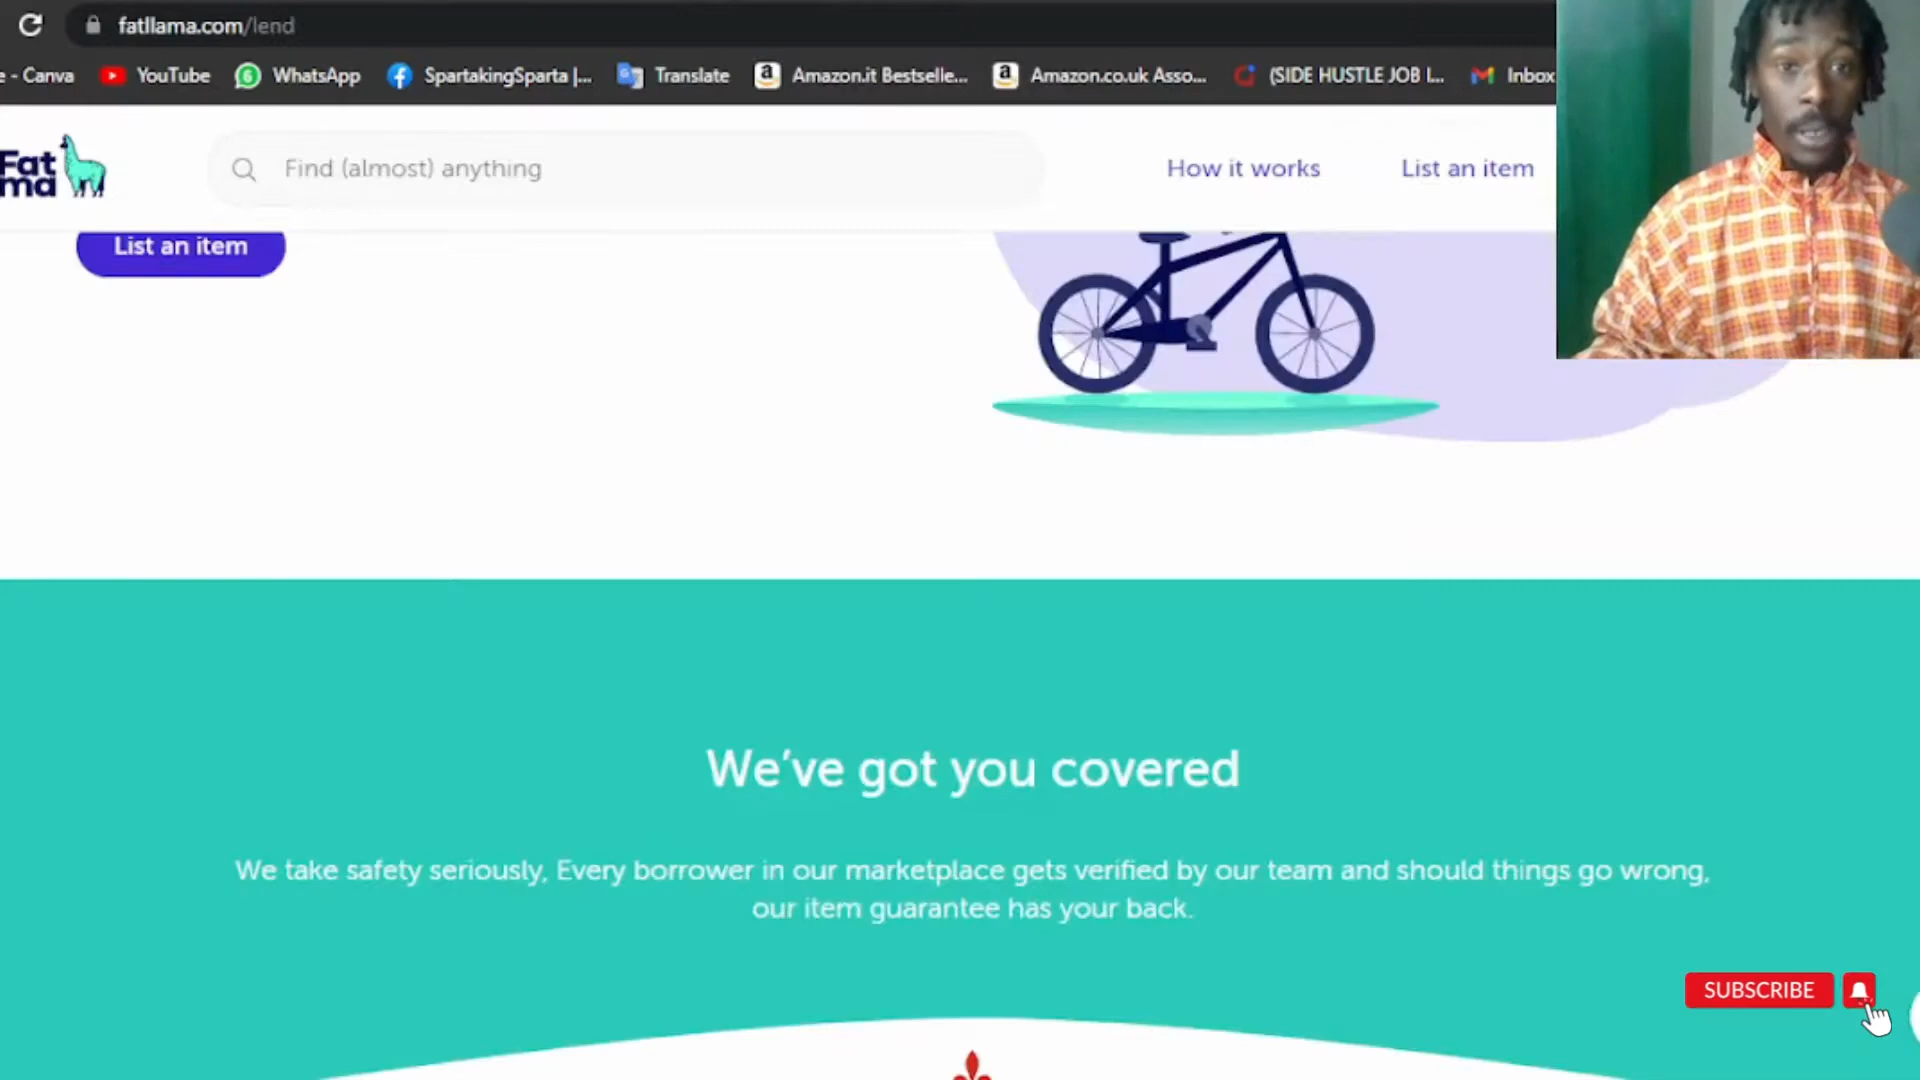 fatllama.com/lend
e - Canva YouTube WhatsApp SpartakingSparta |... Translate Amazon.it Bestselle... Amazon.co.uk Asso... (SIDE HUSTLE JOB I... Inbox
Fat
ma
Find (almost) anything
How it works
List an item
List an item
We've got you covered
We take safety seriously, Every borrower in our marketplace gets verified by our team and should things go wrong,
our item guarantee has your back.
SUBSCRIBE